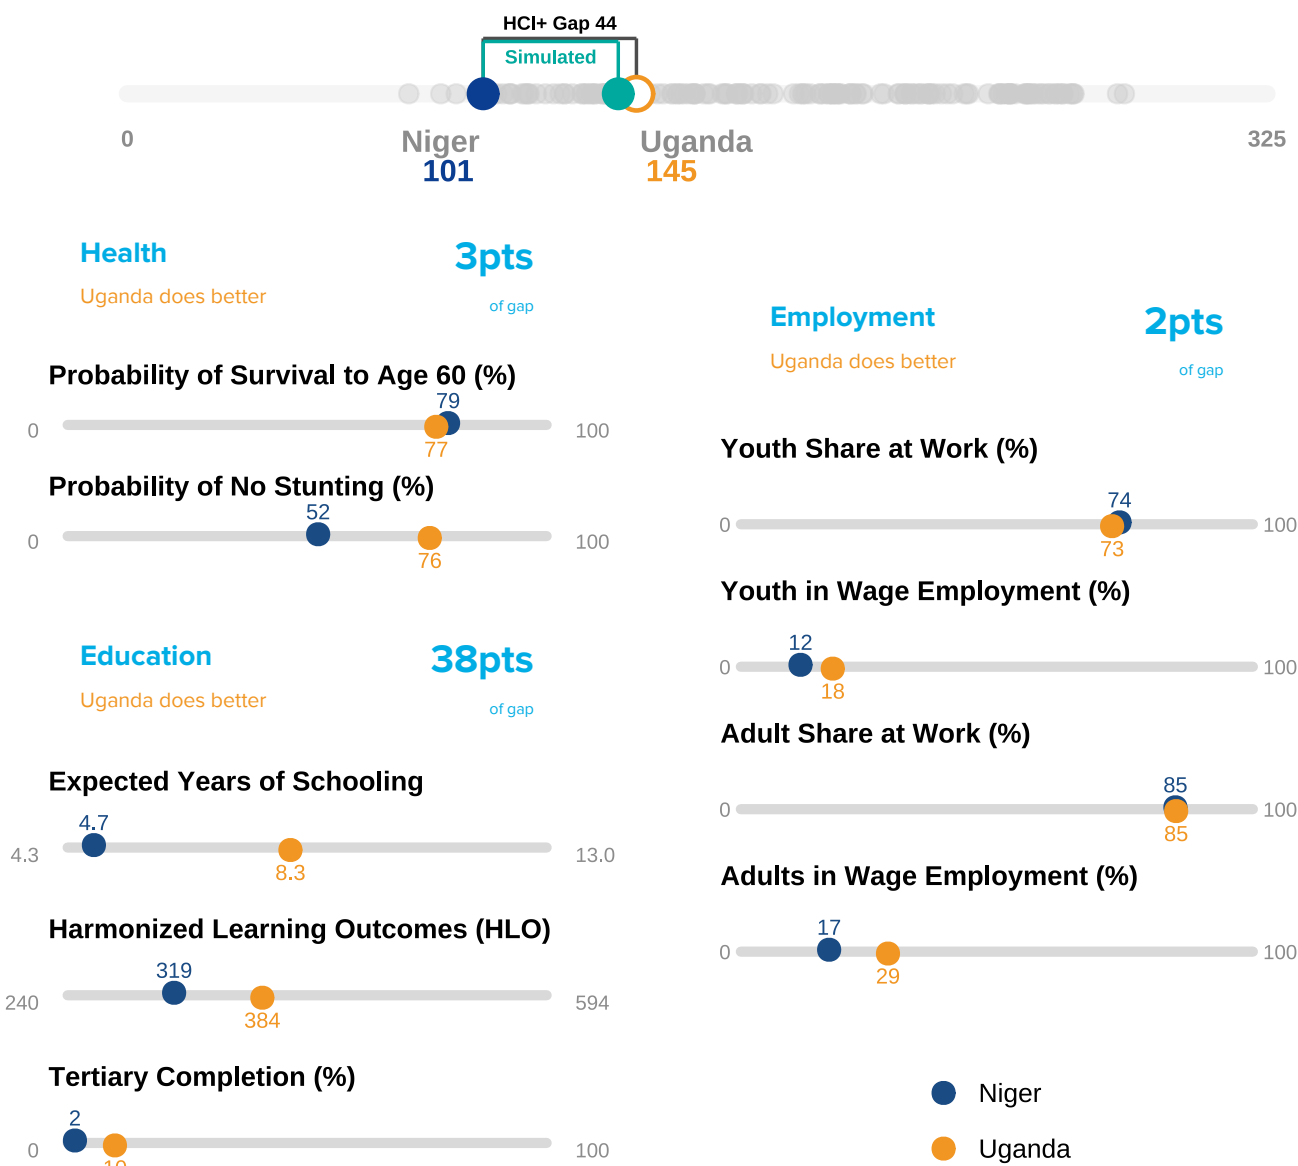 HCI+ Gap 44
Simulated
0
Niger
101
Uganda
145
325
Health
3pts
Uganda does better
of gap
Probability of Survival to Age 60 (%)
79
0
100
77
Probability of No Stunting (%)
52
0
100
76
Education
38pts
Uganda does better
of gap
Expected Years of Schooling
4.7
4.3
13.0
8.3
Harmonized Learning Outcomes (HLO)
319
240
594
384
Tertiary Completion (%)
2
0
100
10
Employment
2pts
Uganda does better
of gap
Youth Share at Work (%)
74
0
100
73
Youth in Wage Employment (%)
12
0
100
18
Adult Share at Work (%)
85
0
100
85
Adults in Wage Employment (%)
17
0
100
29
Niger
Uganda